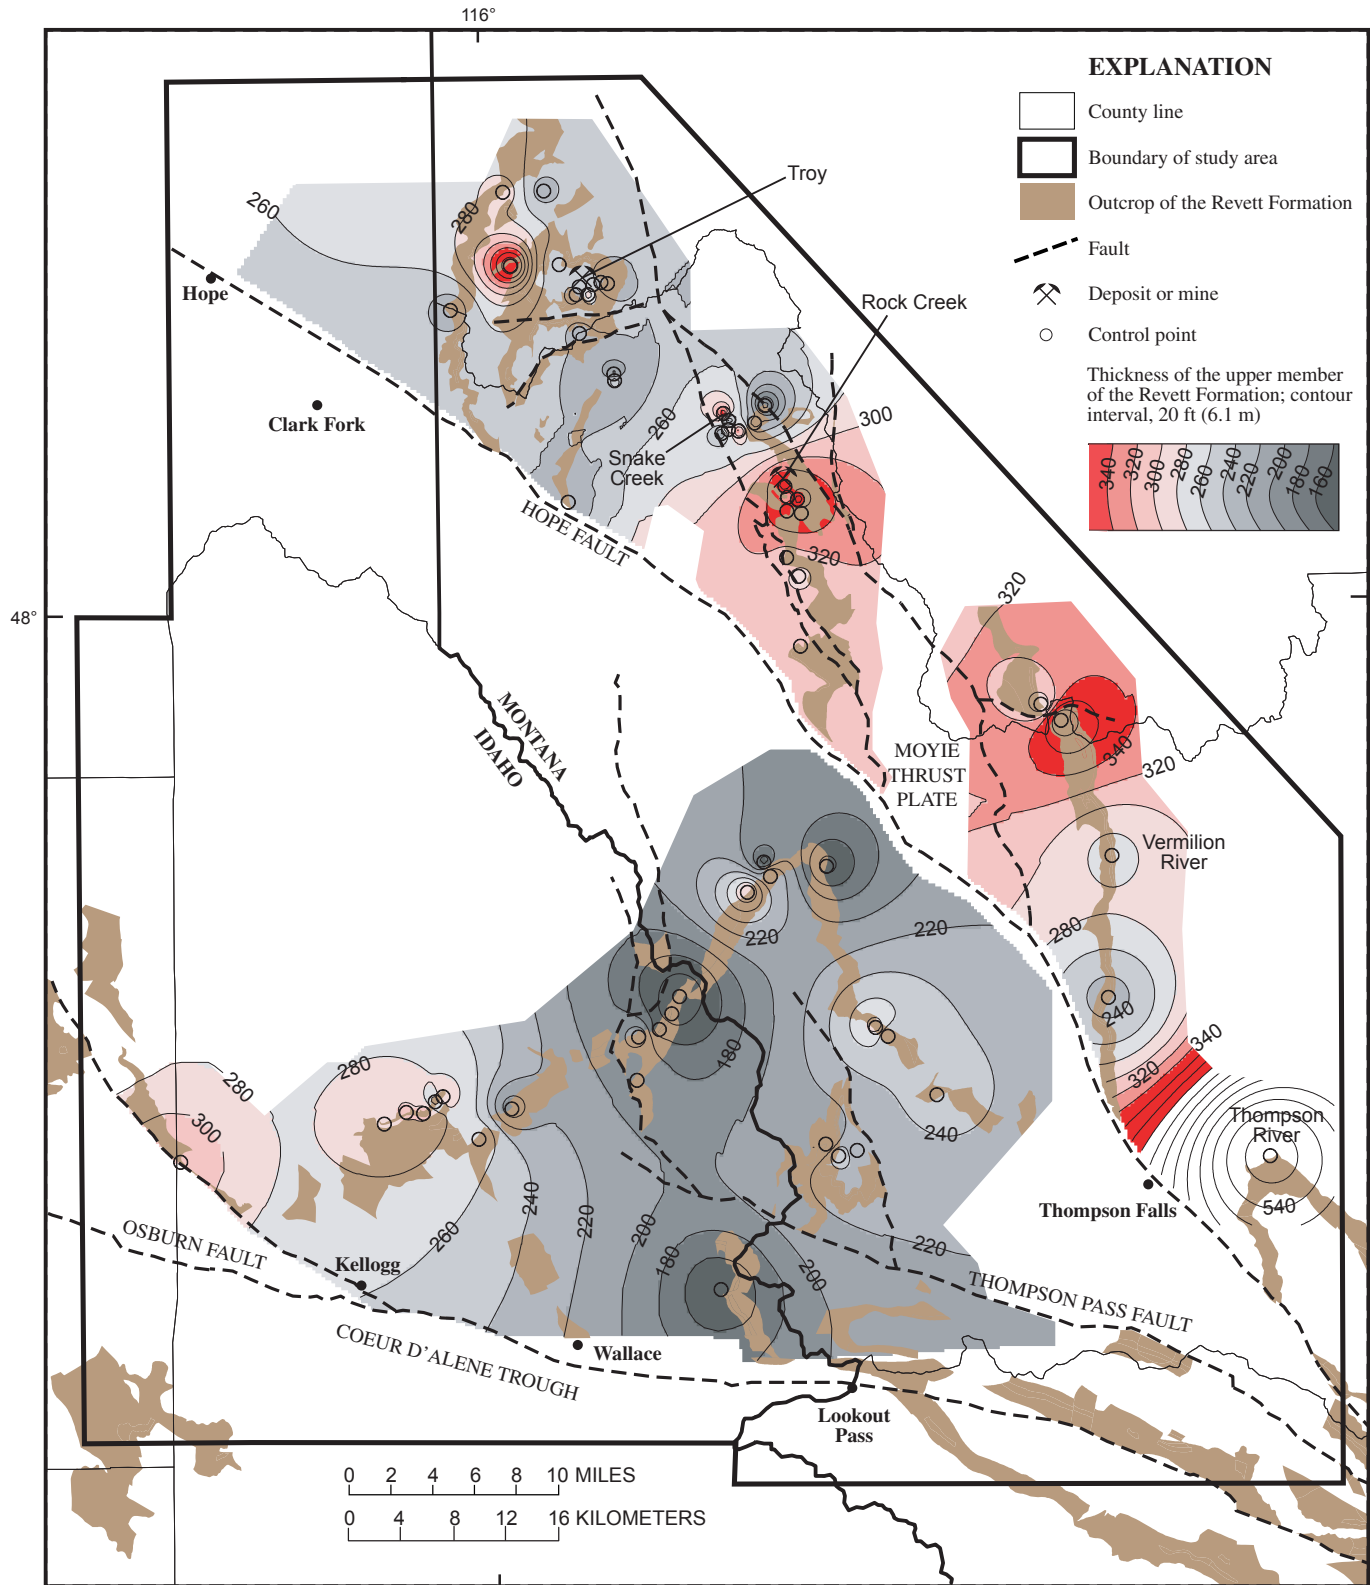 116°
EXPLANATION
County line
Boundary of study area
Outcrop of the Revett Formation
Fault
Deposit or mine
Control point
Thickness of the upper member
of the Revett Formation; contour
interval, 20 ft (6.1 m)
340
320
300
280
260
240
220
200
180
160
Troy
260
280
Hope
Rock Creek
Clark Fork
260
300
Snake
Creek
HOPE FAULT
320
48°
320
MONTANA
IDAHO
MOYIE
THRUST
PLATE
340
320
Vermilion
River
220
220
280
240
180
340
320
280
280
300
Thompson
River
240
540
Thompson Falls
240
220
200
180
260
220
200
OSBURN FAULT
Kellogg
THOMPSON PASS FAULT
COEUR D'ALENE TROUGH
Wallace
Lookout
Pass
0 2 4 6 8 10 MILES
0 4 8 12 16 KILOMETERS